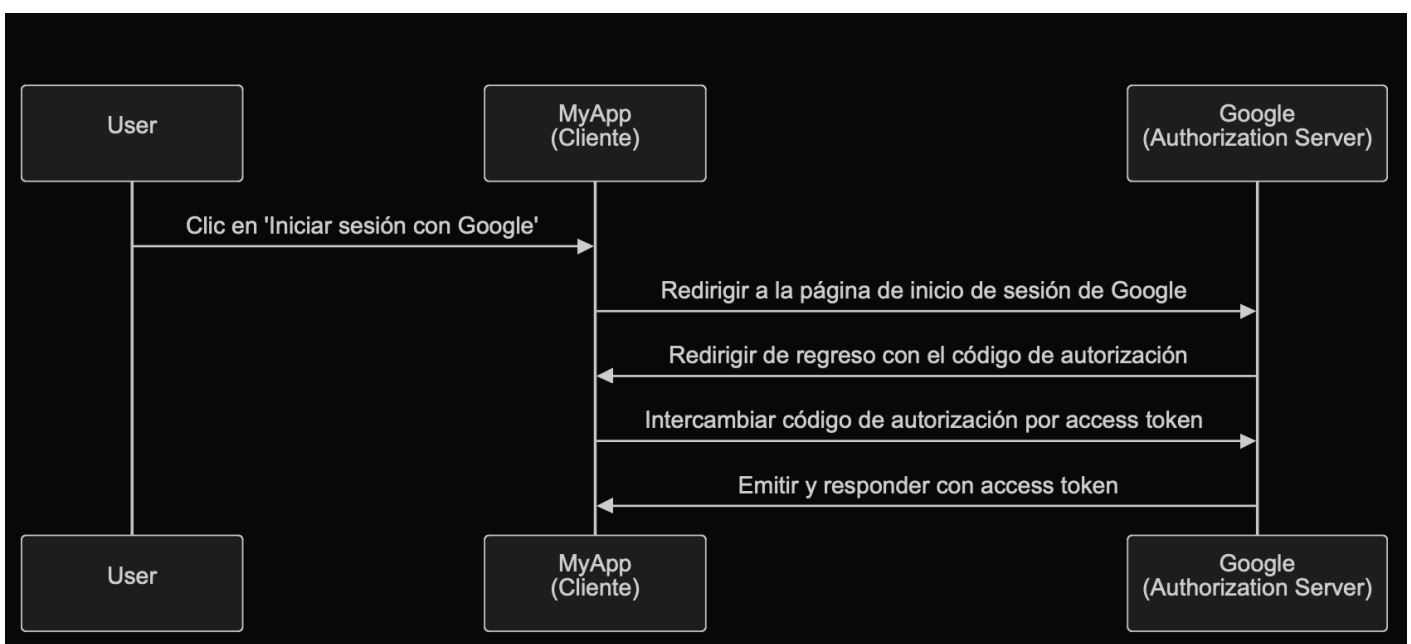 User
MyApp
(Cliente)
Google
(Authorization Server)
Clic en 'Iniciar sesión con Google'
Redirigir a la página de inicio de sesión de Google
Redirigir de regreso con el código de autorización
Intercambiar código de autorización por access token
Emitir y responder con access token
User
MyApp
(Cliente)
Google
(Authorization Server)